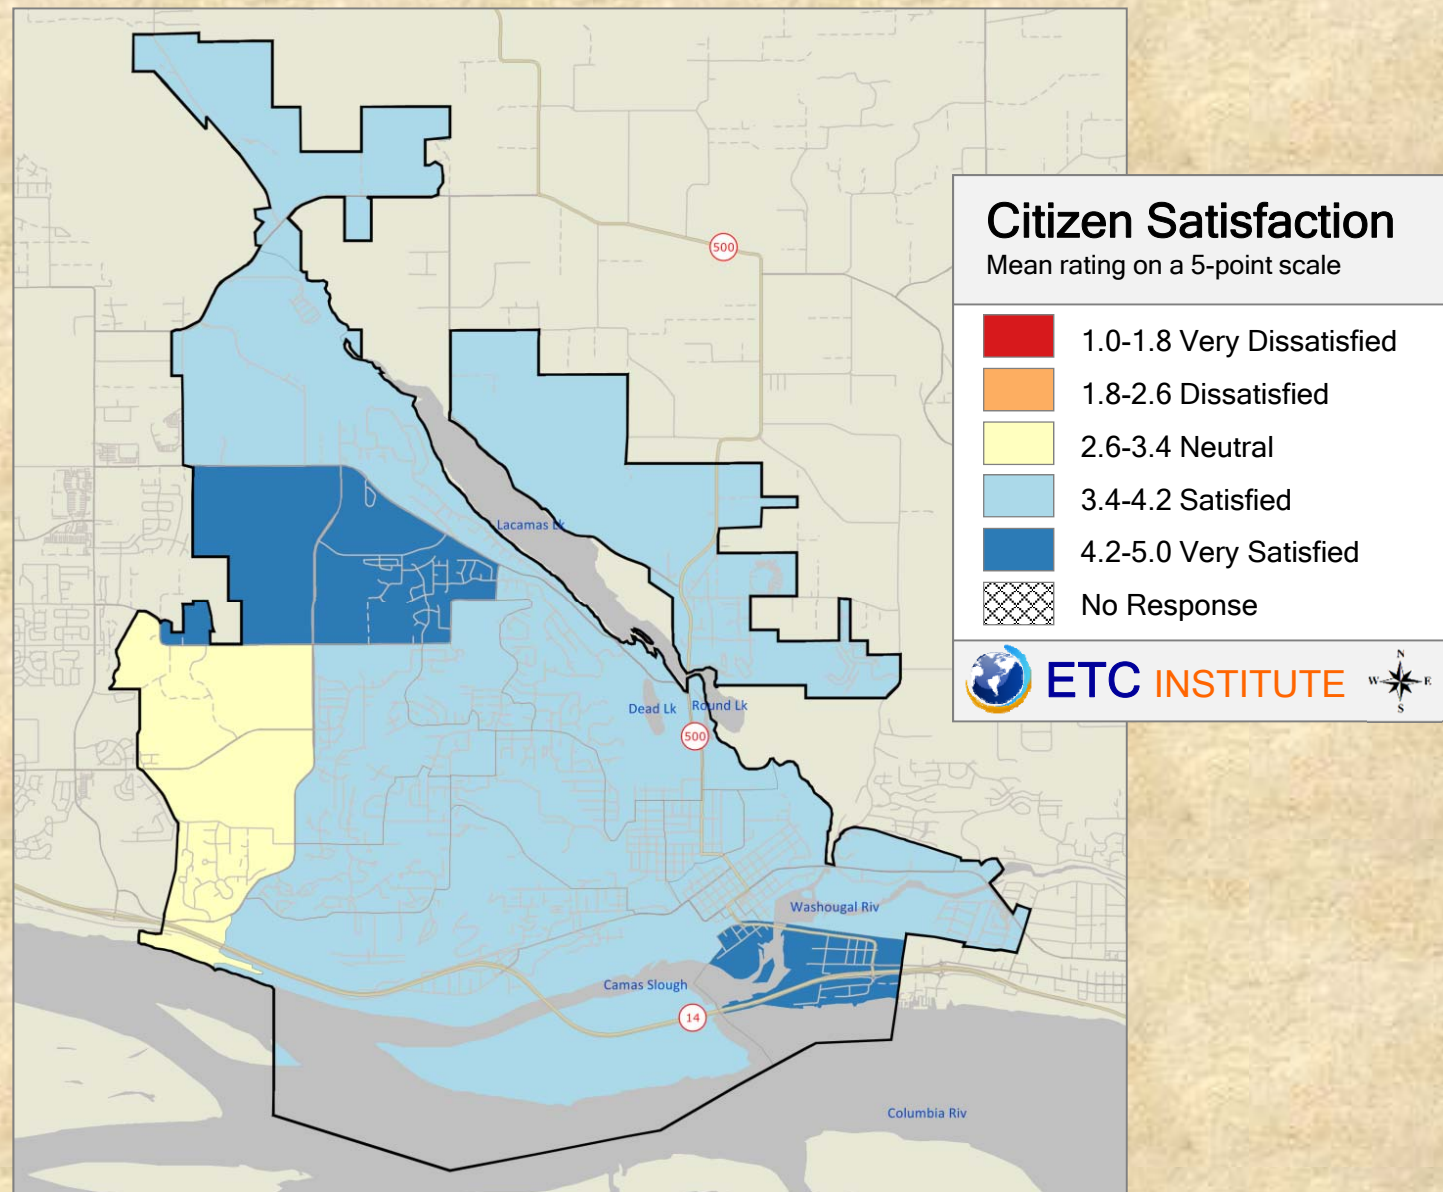 500
Citizen Satisfaction
Mean rating on a 5-point scale
1.0-1.8 Very Dissatisfied
1.8-2.6 Dissatisfied
2.6-3.4 Neutral
3.4-4.2 Satisfied
4.2-5.0 Very Satisfied
No Response
ETC INSTITUTE
N
W E
S
Lacamas Lk
Dead Lk
Round Lk
500
Washougal Riv
Camas Slough
14
Columbia Riv